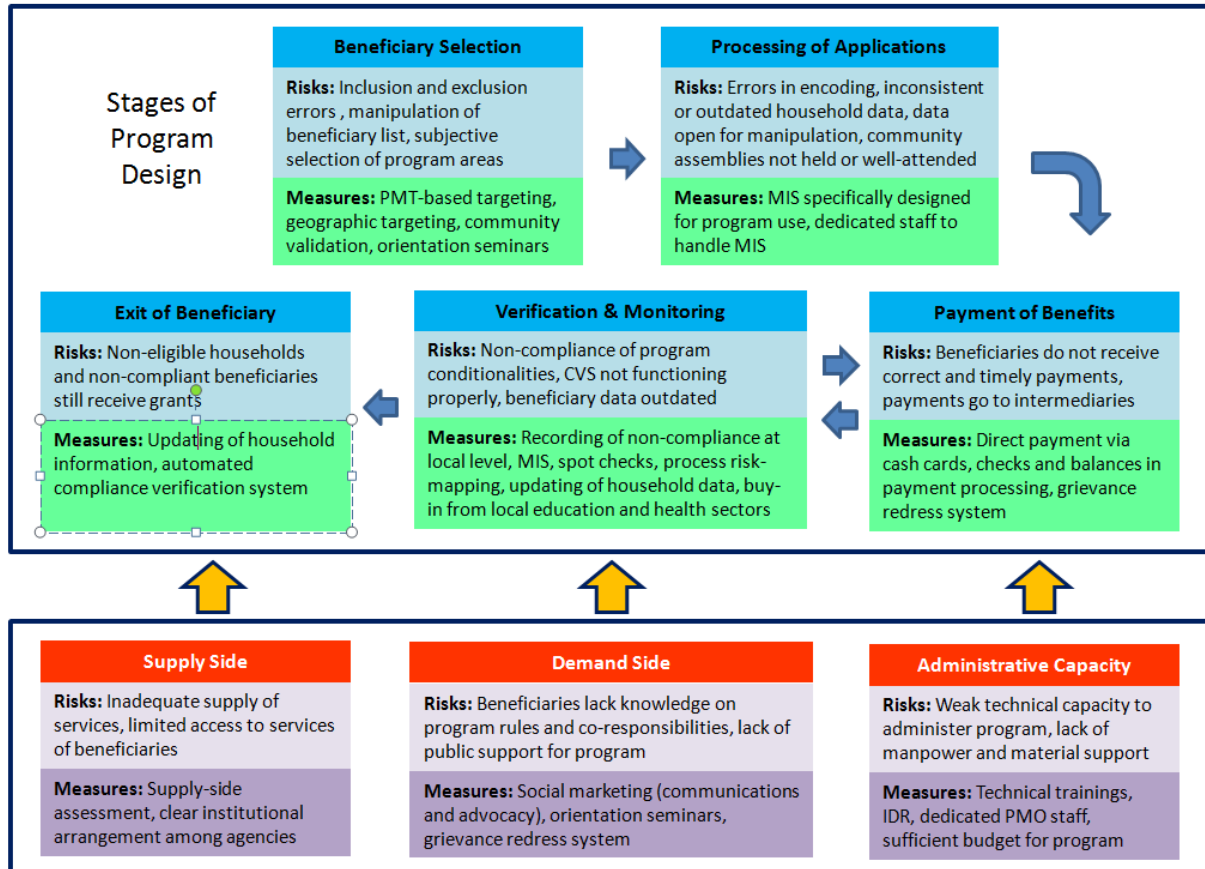 Stages of
Program
Design
Beneficiary Selection
Risks: Inclusion and exclusion
errors , manipulation of
beneficiary list, subjective
selection of program areas
Measures: PMT-based targeting,
geographic targeting, community
validation, orientation seminars
Processing of Applications
Risks: Errors in encoding, inconsistent
or outdated household data, data
open for manipulation, community
assemblies not held or well-attended
Measures: MIS specifically designed
for program use, dedicated staff to
handle MIS
Exit of Beneficiary
Risks: Non-eligible households
and non-compliant beneficiaries
still receive grants
Measures: Updating of household
information, automated
compliance verification system
Verification & Monitoring
Risks: Non-compliance of program
conditionalities, CVS not functioning
properly, beneficiary data outdated
Measures: Recording of non-compliance at
local level, MIS, spot checks, process risk-
mapping, updating of household data, buy-
in from local education and health sectors
Payment of Benefits
Risks: Beneficiaries do not receive
correct and timely payments,
payments go to intermediaries
Measures: Direct payment via
cash cards, checks and balances in
payment processing, grievance
redress system
Supply Side
Risks: Inadequate supply of
services, limited access to services
of beneficiaries
Measures: Supply-side
assessment, clear institutional
arrangement among agencies
Demand Side
Risks: Beneficiaries lack knowledge on
program rules and co-responsibilities, lack of
public support for program
Measures: Social marketing (communications
and advocacy), orientation seminars,
grievance redress system
Administrative Capacity
Risks: Weak technical capacity to
administer program, lack of
manpower and material support
Measures: Technical trainings,
IDR, dedicated PMO staff,
sufficient budget for program